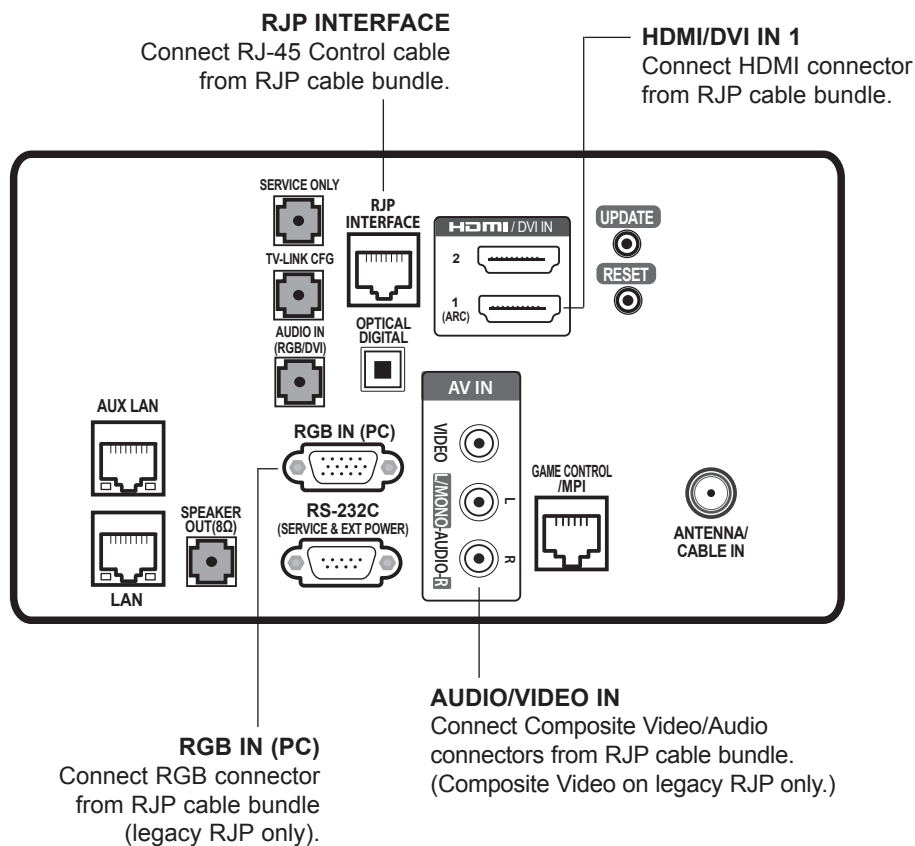 RJP INTERFACE
Connect RJ-45 Control cable
from RJP cable bundle.
HDMI/DVI IN 1
Connect HDMI connector
from RJP cable bundle.
SERVICE ONLY
RJP
INTERFACE
HDMI / DVI IN
2
1
(ARC)
UPDATE
RESET
TV-LINK CFG
AUDIO IN
(RGB/DVI)
OPTICAL
DIGITAL
AV IN
VIDEO
L/MONO-AUDIO-R
L
R
AUX LAN
LAN
SPEAKER
OUT(8Ω)
RGB IN (PC)
RS-232C
(SERVICE & EXT POWER)
GAME CONTROL
/MPI
ANTENNA/
CABLE IN
RGB IN (PC)
Connect RGB connector
from RJP cable bundle
(legacy RJP only).
AUDIO/VIDEO IN
Connect Composite Video/Audio
connectors from RJP cable bundle.
(Composite Video on legacy RJP only.)